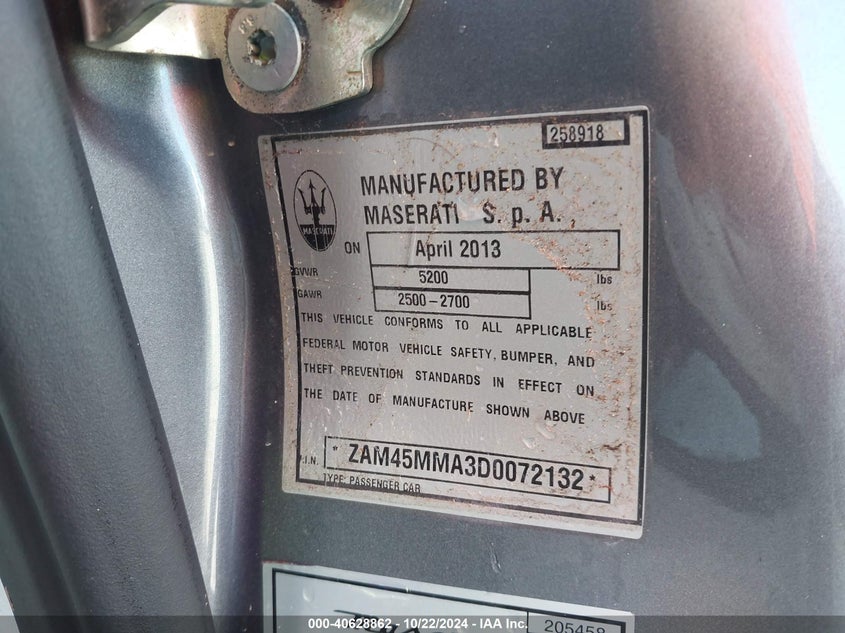 258918
MASERATI
MANUFACTURED BY
MASERATI S. p. A.
ON April 2013
GVWR 5200 lbs
GAWR 2500-2700 lbs
THIS VEHICLE CONFORMS TO ALL APPLICABLE
FEDERAL MOTOR VEHICLE SAFETY, BUMPER, AND
THEFT PREVENTION STANDARDS IN EFFECT ON
THE DATE OF MANUFACTURE SHOWN ABOVE
V.I.N. * ZAM45MMA3D0072132 *
TYPE: PASSENGER CAR
205458
000-40628862 - 10/22/2024 - IAA Inc.